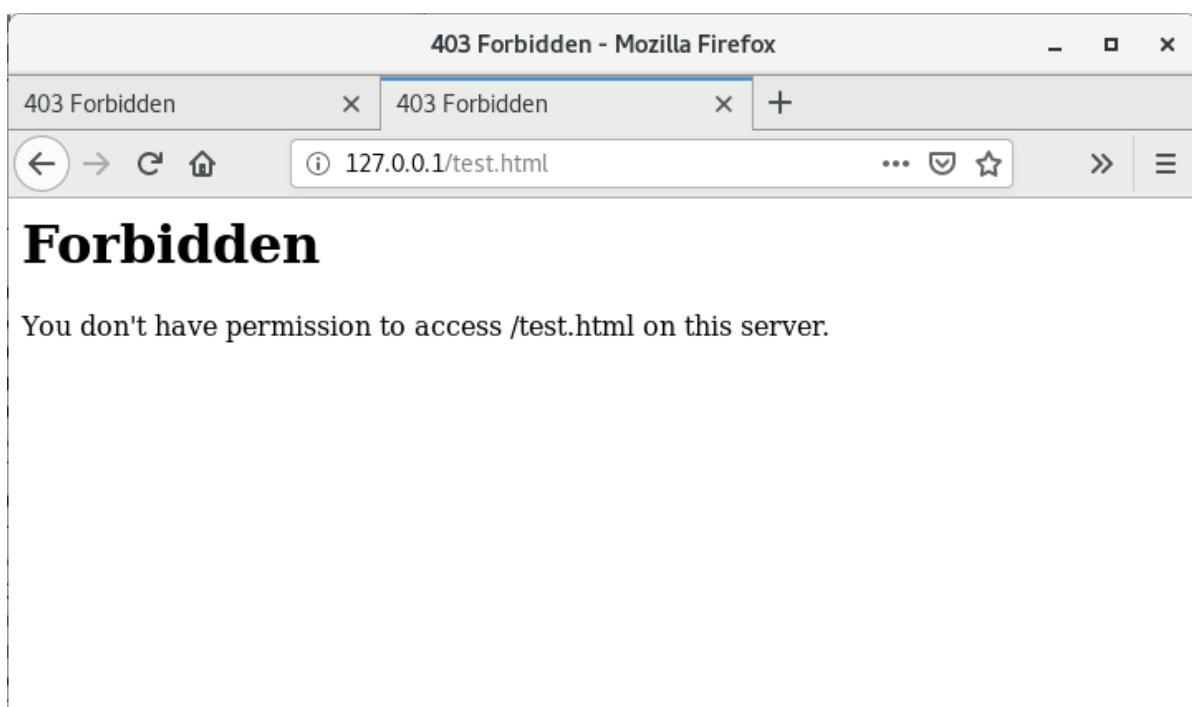 403 Forbidden - Mozilla Firefox
403 Forbidden
403 Forbidden
127.0.0.1/test.html
Forbidden
You don't have permission to access /test.html on this server.